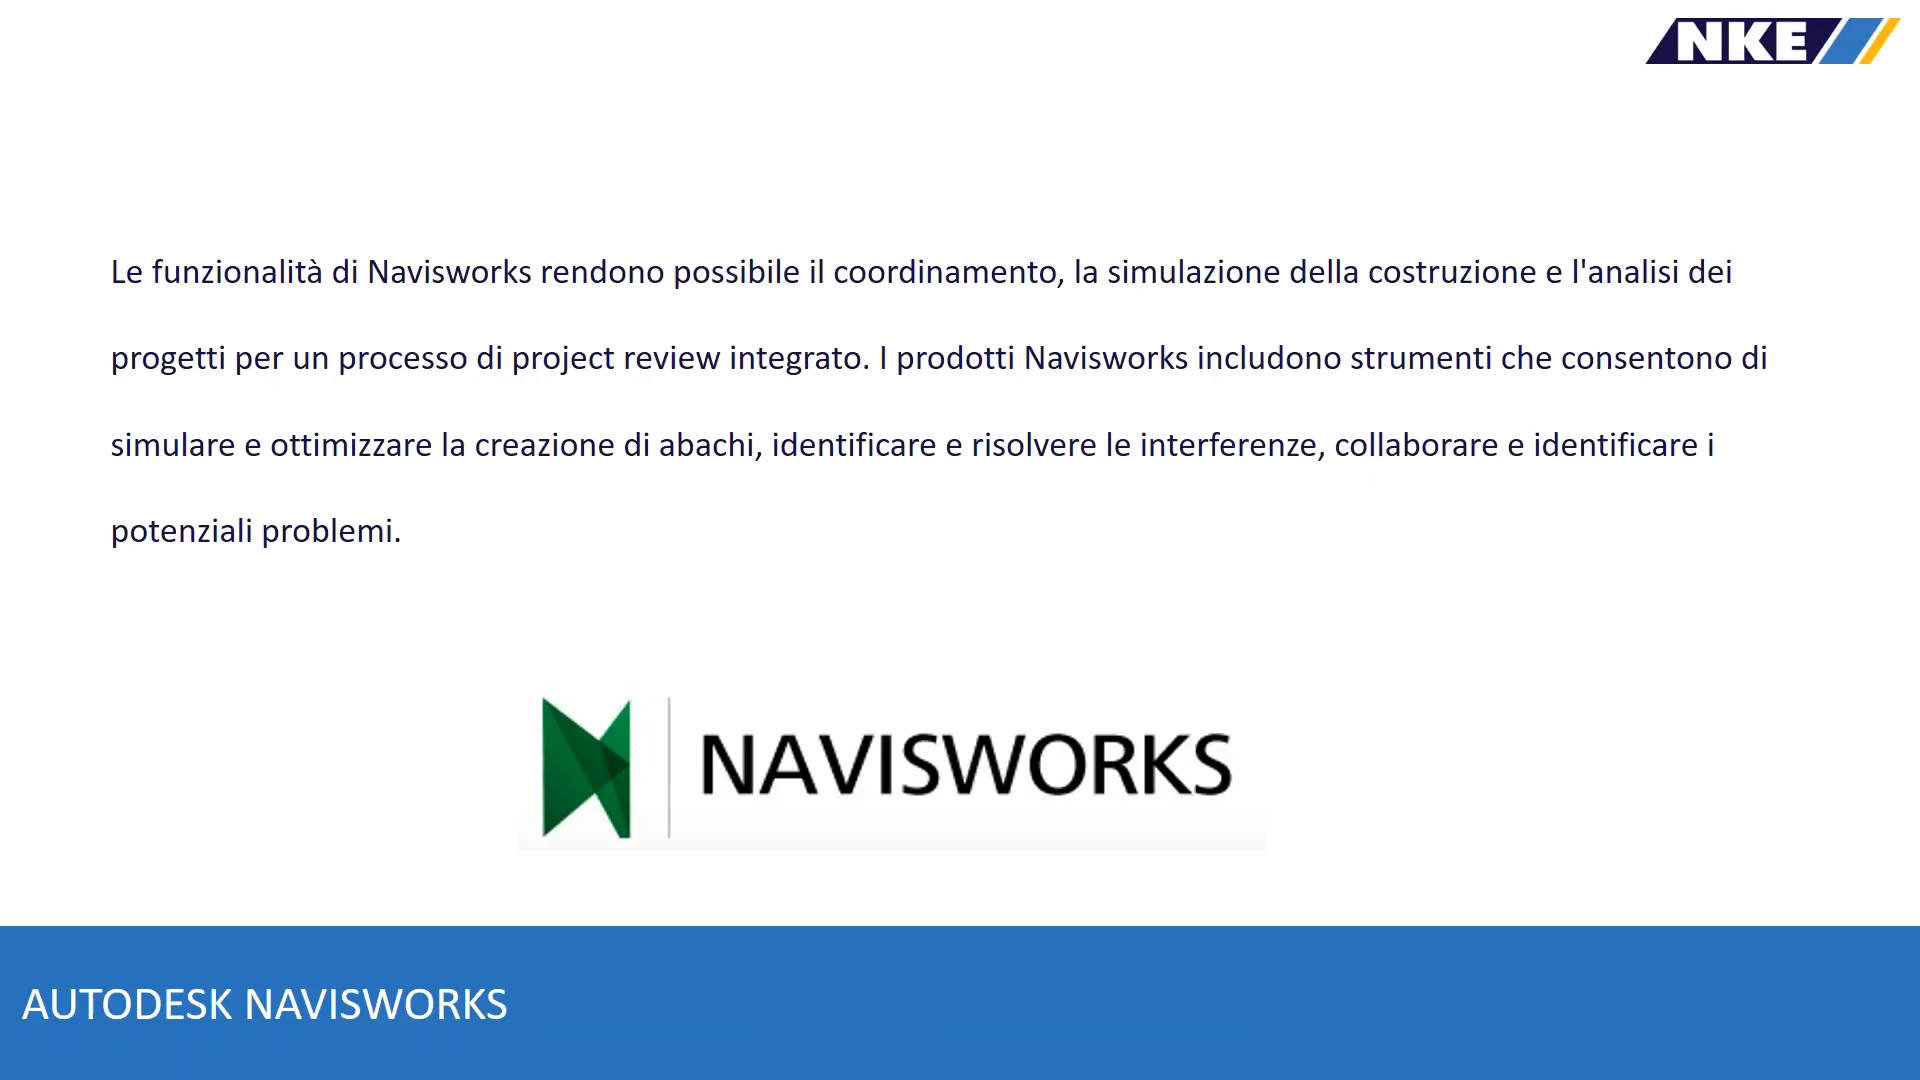 NKE
Le funzionalità di Navisworks rendono possibile il coordinamento, la simulazione della costruzione e l'analisi dei
progetti per un processo di project review integrato. I prodotti Navisworks includono strumenti che consentono di
simulare e ottimizzare la creazione di abachi, identificare e risolvere le interferenze, collaborare e identificare i
potenziali problemi.
NAVISWORKS
AUTODESK NAVISWORKS